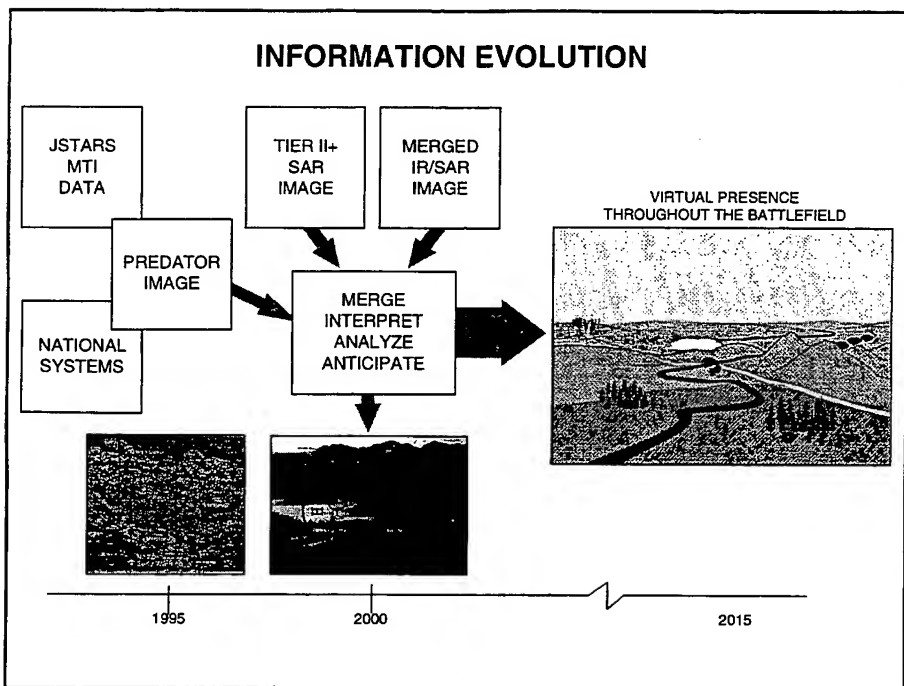 INFORMATION EVOLUTION
JSTARS
MTI
DATA
PREDATOR
IMAGE
NATIONAL
SYSTEMS
TIER II+
SAR
IMAGE
MERGED
IR/SAR
IMAGE
MERGE
INTERPRET
ANALYZE
ANTICIPATE
VIRTUAL PRESENCE
THROUGHOUT THE BATTLEFIELD
1995
2000
2015